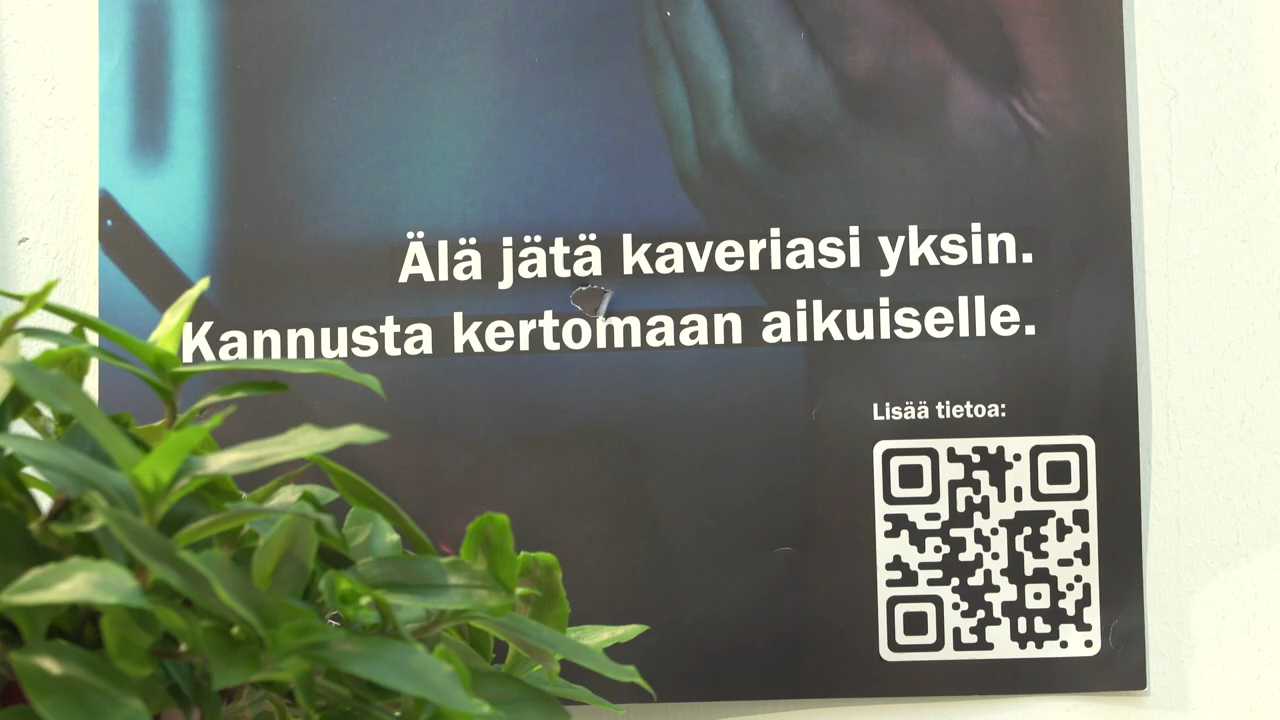 Älä jätä kaveriasi yksin.
Kannusta kertomaan aikuiselle.
Lisää tietoa: